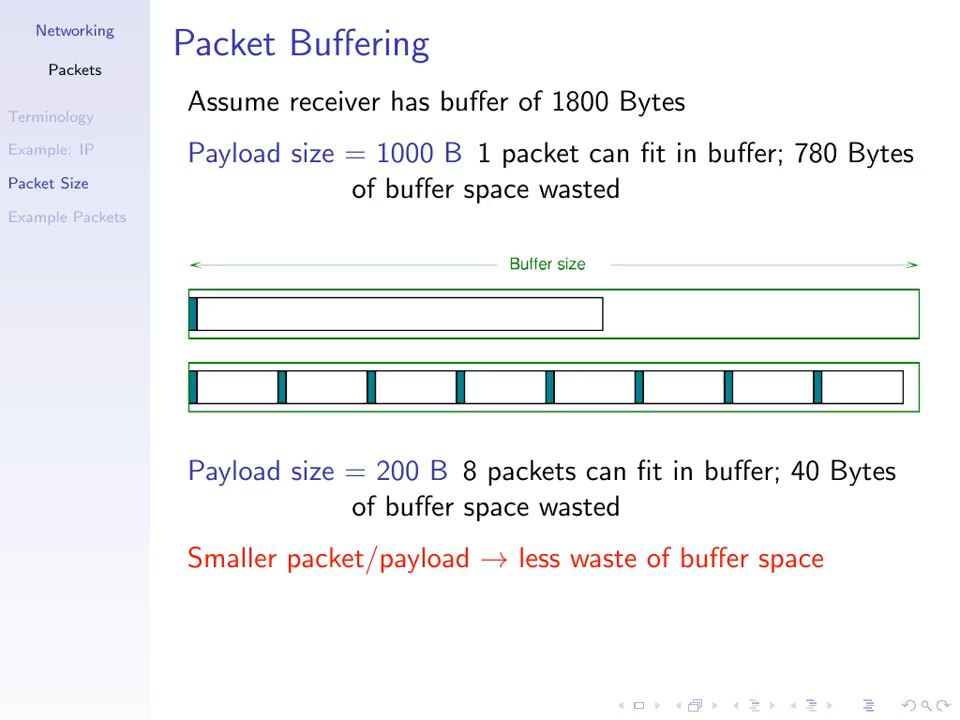 Networking
Packets
Terminology
Example: IP
Packet Size
Example Packets
Packet Buffering
Assume receiver has buffer of 1800 Bytes
Payload size = 1000 B 1 packet can fit in buffer; 780 Bytes
of buffer space wasted
Buffer size
Payload size = 200 B 8 packets can fit in buffer; 40 Bytes
of buffer space wasted
Smaller packet/payload → less waste of buffer space